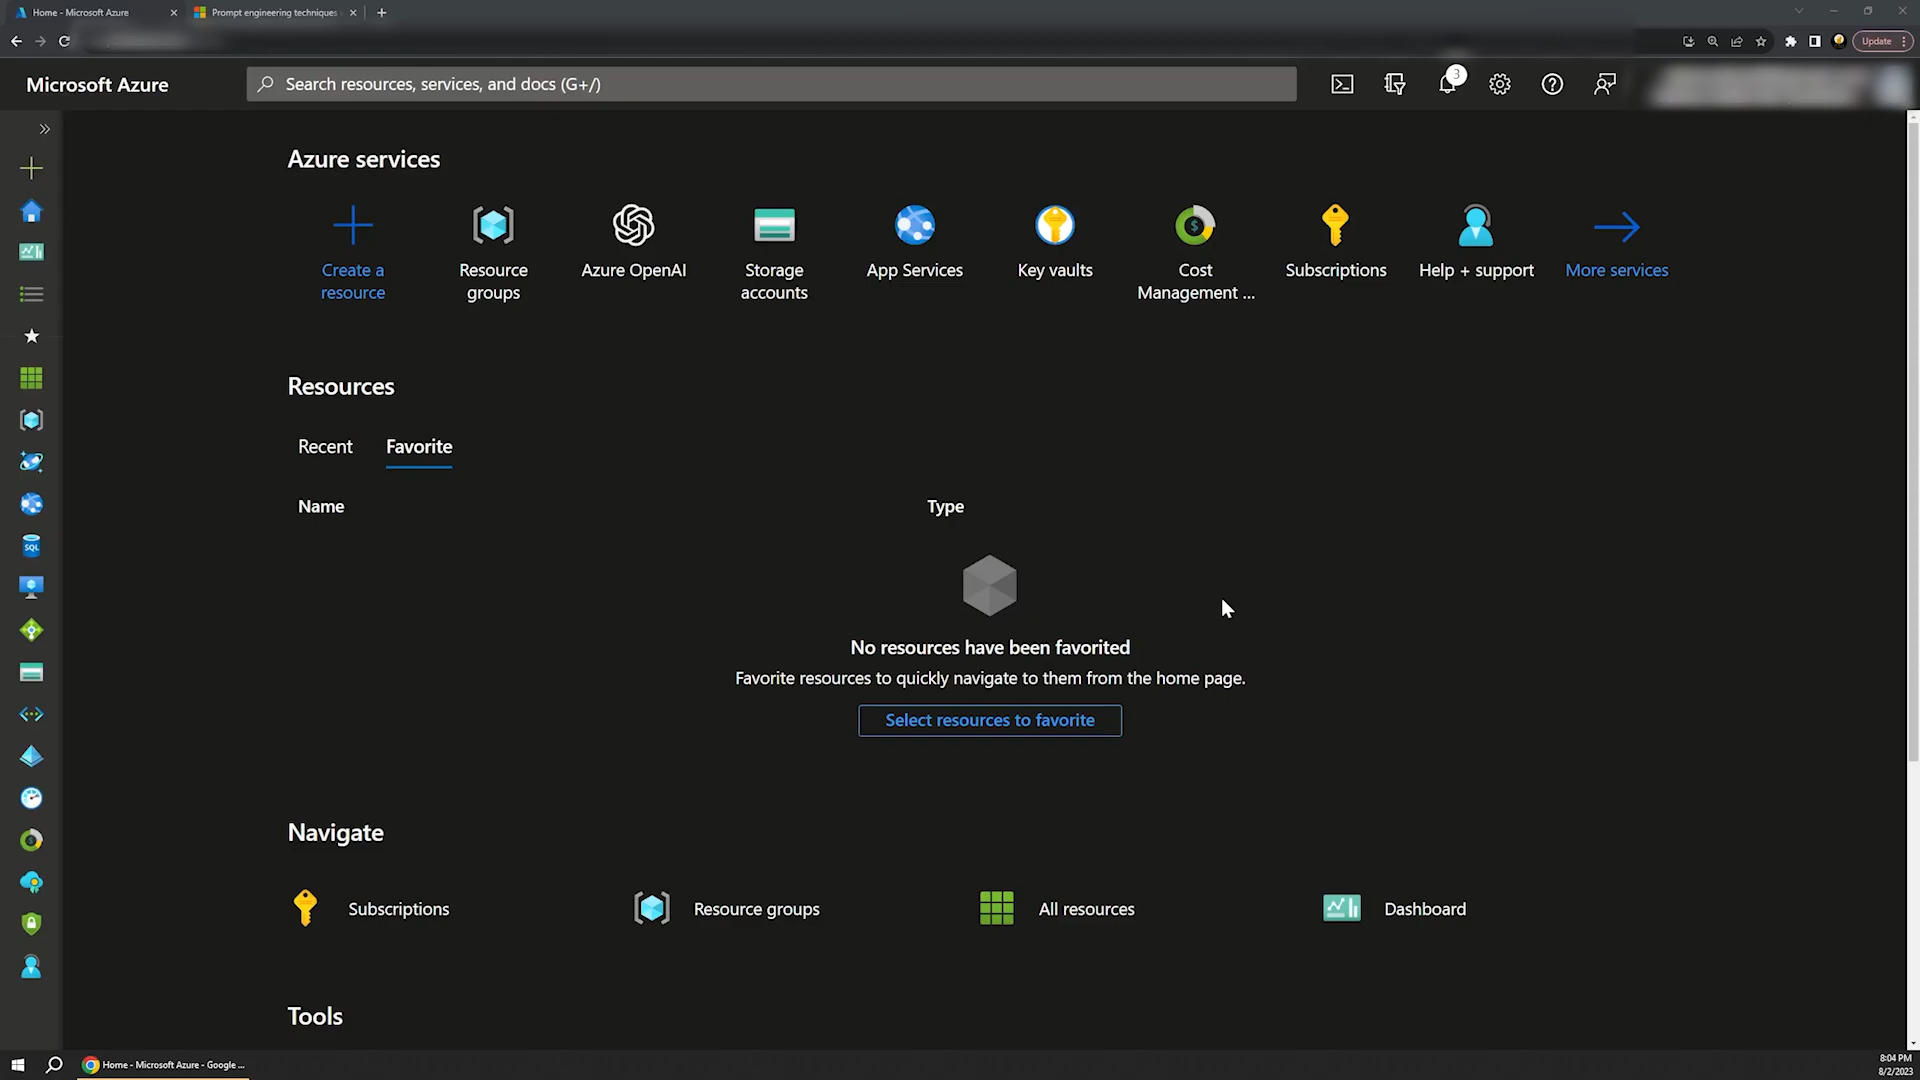 Home - Microsoft Azure
Prompt engineering techniques
Update
Microsoft Azure
Search resources, services, and docs (G+/)
3
Azure services
Create a
resource
Resource
groups
Azure OpenAI
Storage
accounts
App Services
Key vaults
Cost
Management ...
Subscriptions
Help + support
More services
Resources
Recent
Favorite
Name
Type
SQL
No resources have been favorited
Favorite resources to quickly navigate to them from the home page.
Select resources to favorite
Navigate
Subscriptions
Resource groups
All resources
Dashboard
Tools
Home - Microsoft Azure - Google ...
8:04 PM
8/2/2023